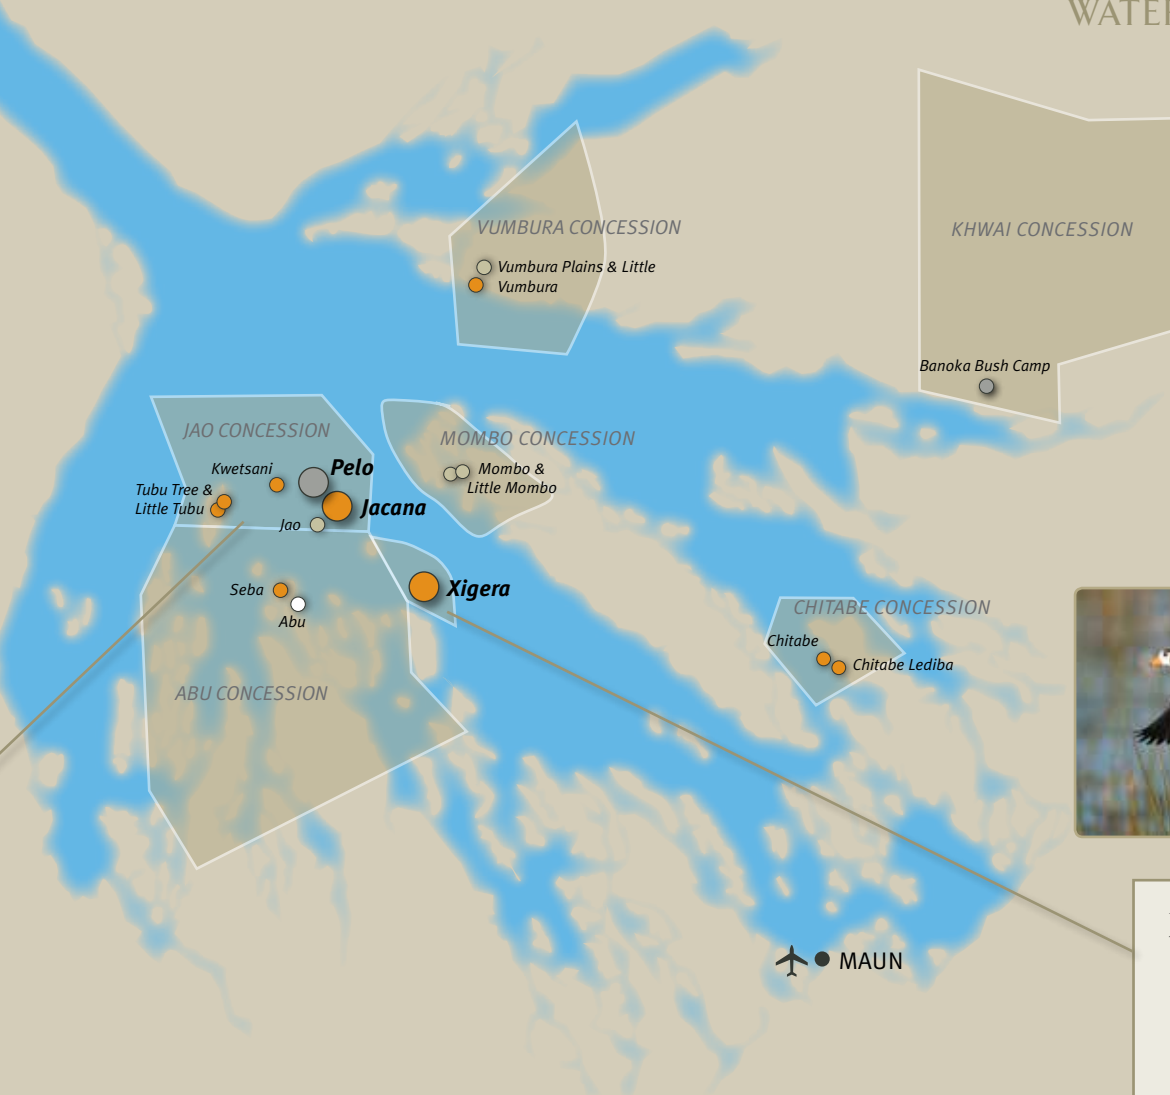 VUMBURA CONCESSION
KHWAI CONCESSION
Vumbura Plains & Little
Vumbura
Banoka Bush Camp
JAO CONCESSION
MOMBO CONCESSION
Kwetsani
Pelo
Mombo &
Little Mombo
Tubu Tree &
Little Tubu
Jacana
Jao
Seba
Xigera
Abu
CHITABE CONCESSION
Chitabe
Chitabe Lediba
ABU CONCESSION
MAUN